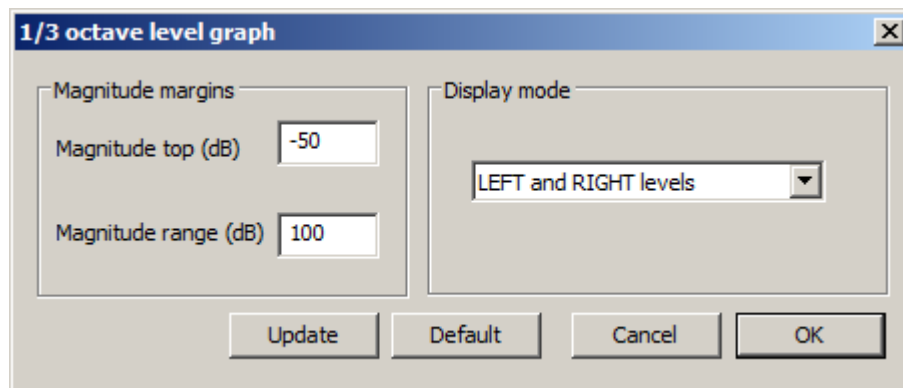 1/3 octave level graph
Magnitude margins
Magnitude top (dB) -50
Magnitude range (dB) 100
Display mode
LEFT and RIGHT levels
Update Default Cancel OK